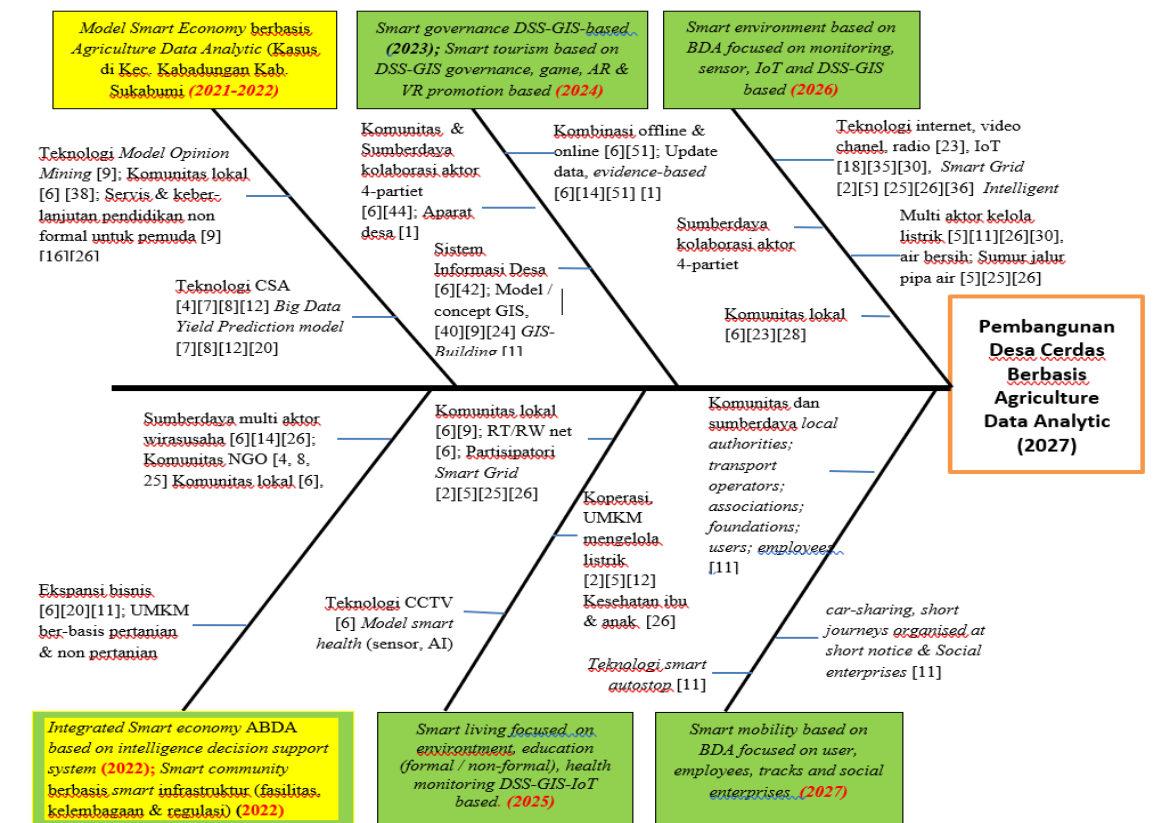 Model Smart Economy berbasis
Agriculture Data Analytic (Kasus
di Kec. Kabadungan Kab.
Sukabumi (2021-2022)
Smart governance DSS-GIS-based
(2023); Smart tourism based on
DSS-GIS governance, game, AR &
VR promotion based (2024)
Smart environment based on
BDA focused on monitoring,
sensor, IoT and DSS-GIS
based (2026)
Teknologi Model Opinion
Mining [9]; Komunitas lokal
[6] [38]; Servis & keber-
lanjutan pendidikan non
formal untuk pemuda [9]
[16][26]
Teknologi CSA
[4][7][8][12] Big Data
Yield Prediction model
[7][8][12][20]
Komunitas &
Sumberdaya
kolaborasi aktor
4-partiet
[6][44]; Aparat
desa [1]
Sistem
Informasi Desa
[6][42]; Model /
concept GIS,
[40][9][24] GIS-
Building [1]
Kombinasi offline &
online [6][51]; Update
data, evidence-based
[6][14][51] [1]
Sumberdaya
kolaborasi aktor
4-partiet
Komunitas lokal
[6][23][28]
Teknologi internet, video
chanel, radio [23], IoT
[18][35][30], Smart Grid
[2][5] [25][26][36] Intelligent
Multi aktor kelola
listrik [5][11][26][30],
air bersih; Sumur jalur
pipa air [5][25][26]
Pembangunan
Desa Cerdas
Berbasis
Agriculture
Data Analytic
(2027)
Sumberdaya multi aktor
wirasusaha [6][14][26];
Komunitas NGO [4, 8,
25] Komunitas lokal [6],
Ekspansi bisnis
[6][20][11]; UMKM
ber-basis pertanian
& non pertanian
Komunitas lokal
[6][9]; RT/RW net
[6]; Partisipatori
Smart Grid
[2][5][25][26]
Teknologi CCTV
[6] Model smart
health (sensor, AI)
Koperasi,
UMKM
mengelola
listrik
[2][5][12]
Kesehatan ibu
& anak [26]
Komunitas dan
sumberdaya local
authorities;
transport
operators;
associations;
foundations;
users; employees
[11]
Teknologi smart
autostop [11]
car-sharing, short
journeys organised at
short notice & Social
enterprises [11]
Integrated Smart economy ABDA
based on intelligence decision support
system (2022); Smart community
berbasis smart infrastruktur (fasilitas,
kelembagaan & regulasi) (2022)
Smart living focused on
environtment, education
(formal / non-formal), health
monitoring DSS-GIS-IoT
based. (2025)
Smart mobility based on
BDA focused on user,
employees, tracks and social
enterprises (2027)